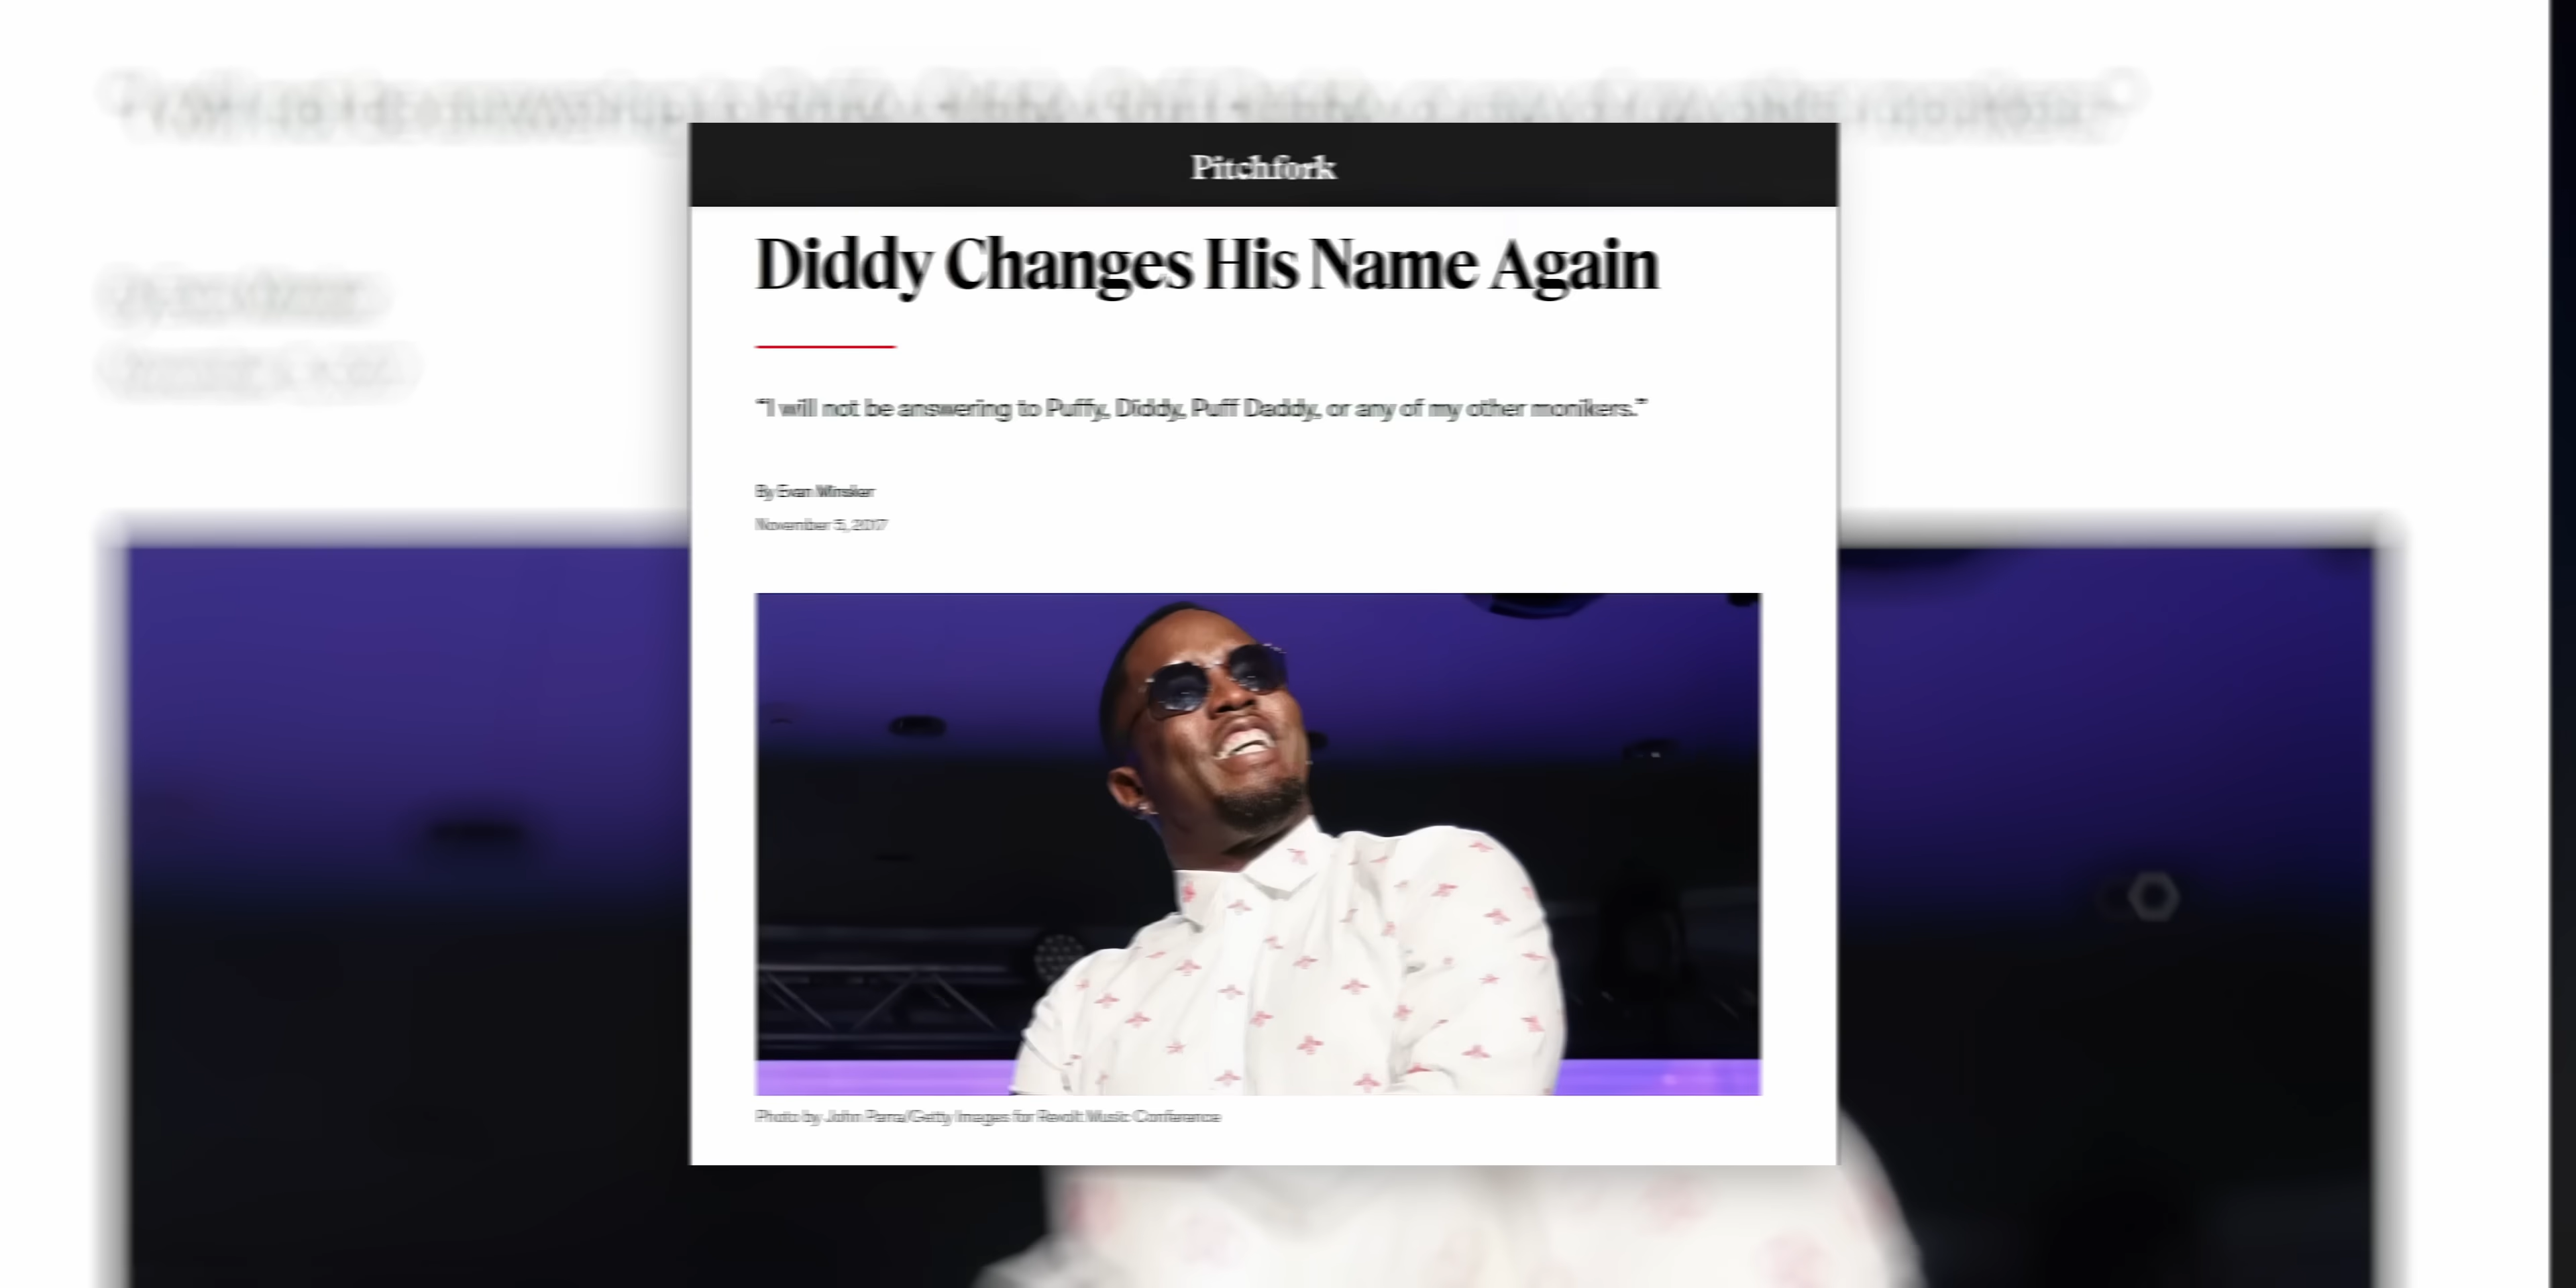 Pitchfork
Diddy Changes His Name Again
"I will not be answering to Puffy, Diddy, Puff Daddy, or any of my other monikers."
By Evan Minsker
November 5, 2017
Photo by John Parra/Getty Images for Revolt Music Conference